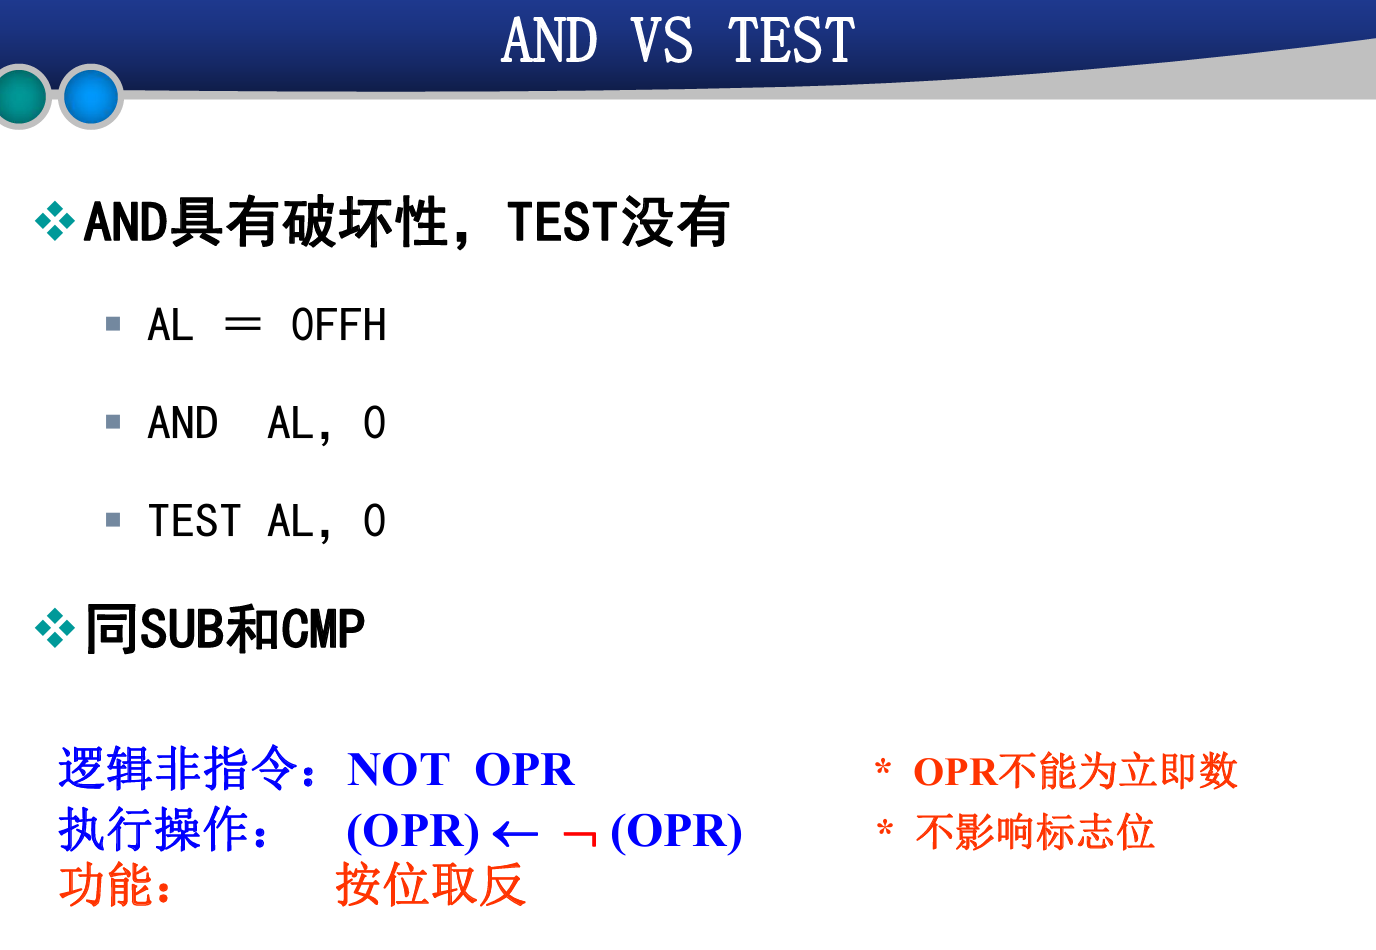 AND VS TEST
AND具有破坏性，TEST没有
AL ＝ 0FFH
AND AL, 0
TEST AL, 0
同SUB和CMP
逻辑非指令：NOT OPR
* OPR不能为立即数
执行操作： (OPR) ← ¬ (OPR)
* 不影响标志位
功能： 按位取反